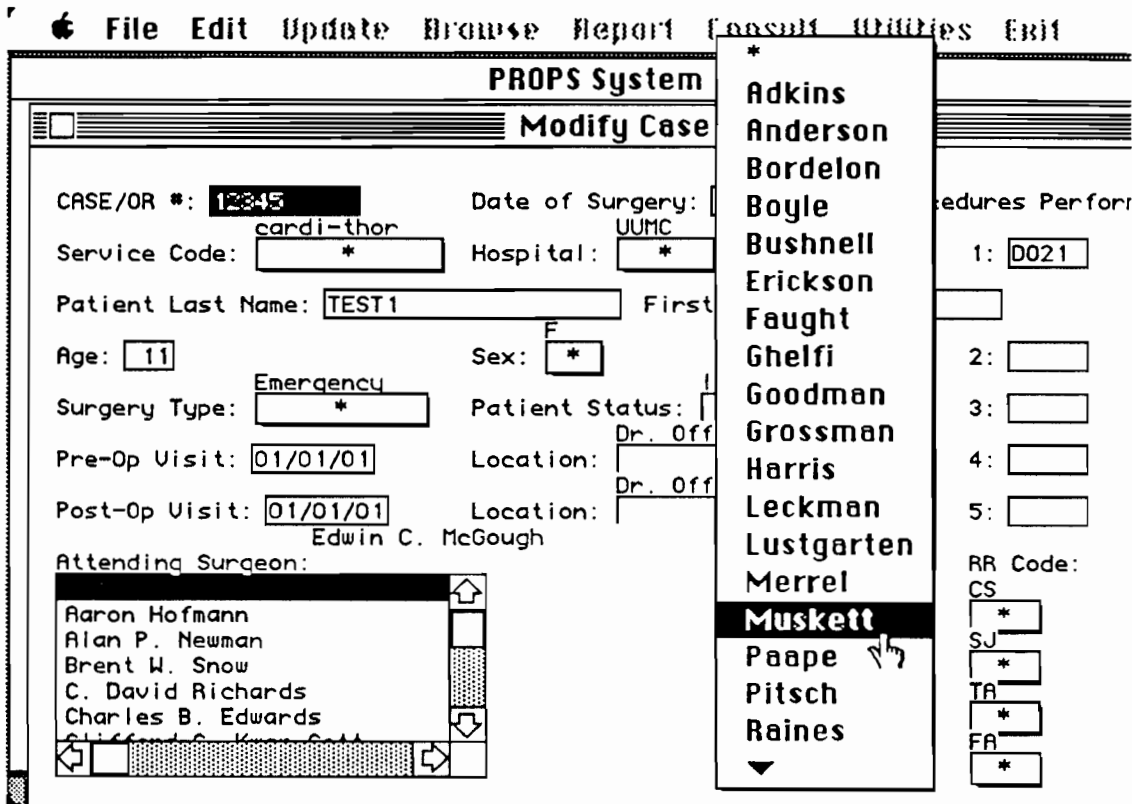 File Edit Update Browse Report Consult Utilities Exit
PROPS System
Modify Case
CASE/OR #: 12345 Date of Surgery: edures Perfor
cardi-thor UUMC
Service Code: * Hospital: * 1: D021
Patient Last Name: TEST1 First
F
Age: 11 Sex: * 2:
Emergency
Surgery Type: * Patient Status: 3:
Dr. Off
Pre-Op Visit: 01/01/01 Location: 4:
Dr. Off
Post-Op Visit: 01/01/01 Location: 5:
Edwin C. McGough
Attending Surgeon:
Aaron Hofmann
Alan P. Newman
Brent W. Snow
C. David Richards
Charles B. Edwards
*
Adkins
Anderson
Bordelon
Boyle
Bushnell
Erickson
Faught
Ghelfi
Goodman
Grossman
Harris
Leckman
Lustgarten
Merrel
Muskett
Paape
Pitsch
Raines
RR Code:
CS
*
SJ
*
TA
*
FA
*